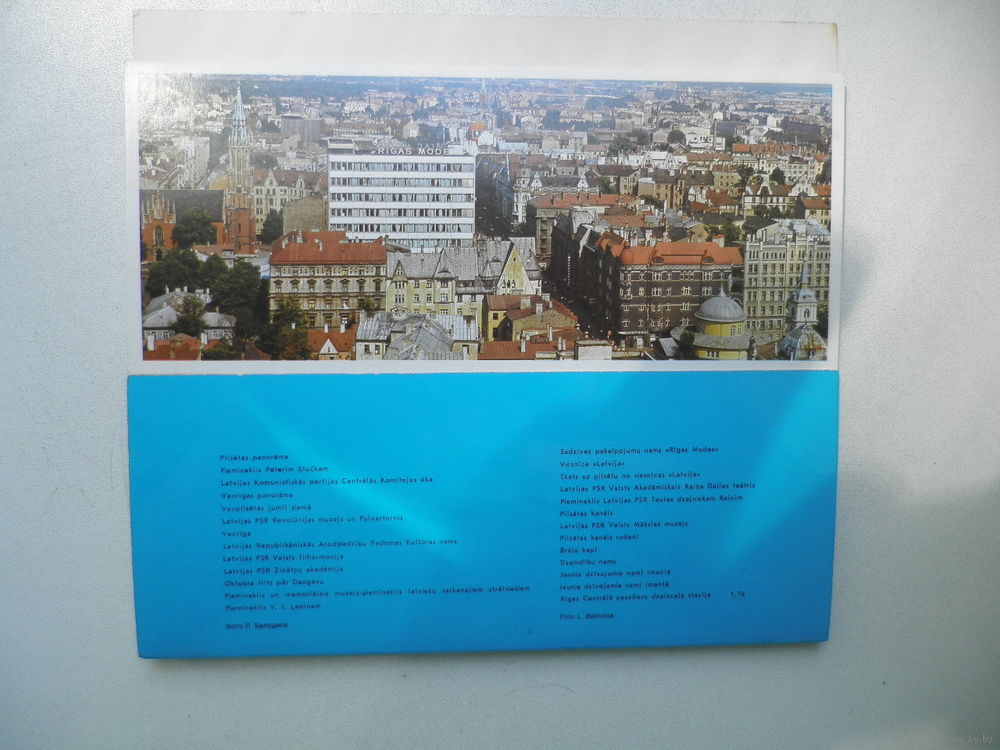 RIGAS MODE
Pilsētas panorāma
Piemineklis Pēterim Stučkam
Latvijas Komunistiskās partijas Centrālās Komitejas ēka
Vecrīgas panorāma
Vecpilsētas jumti ziemā
Latvijas PSR Revolūcijas muzejs un Pulvertornis
Vecrīga
Latvijas Republikāniskās Arodbiedrību Padomes Kultūras nams
Latvijas PSR Valsts filharmonija
Latvijas PSR Zinātņu akadēmija
Oktobra tilts pār Daugavu
Piemineklis un memoriālais muzejs-piemineklis latviešu sarkanajiem strēlniekiem
Piemineklis V. I. Ļeņinam
Фото Л. Балодиса
Sadzīves pakalpojumu nams «Rīgas Modes»
Viesnīca «Latvija»
Skats uz pilsētu no viesnīcas «Latvija»
Latvijas PSR Valsts Akadēmiskais Raiņa Dailes teātris
Piemineklis Latvijas PSR Tautas dzejniekam Rainim
Pilsētas kanāls
Latvijas PSR Valsts Mākslas muzejs
Pilsētas kanāls rudenī
Brāļu kapi
Dzemdību nams
Jaunie dzīvojamie nami Imantā
Jaunie dzīvojamie nami Imantā
Rīgas Centrālā pasažieru dzelzceļa stacija 1,76
Foto L. Balodisa
ay.by